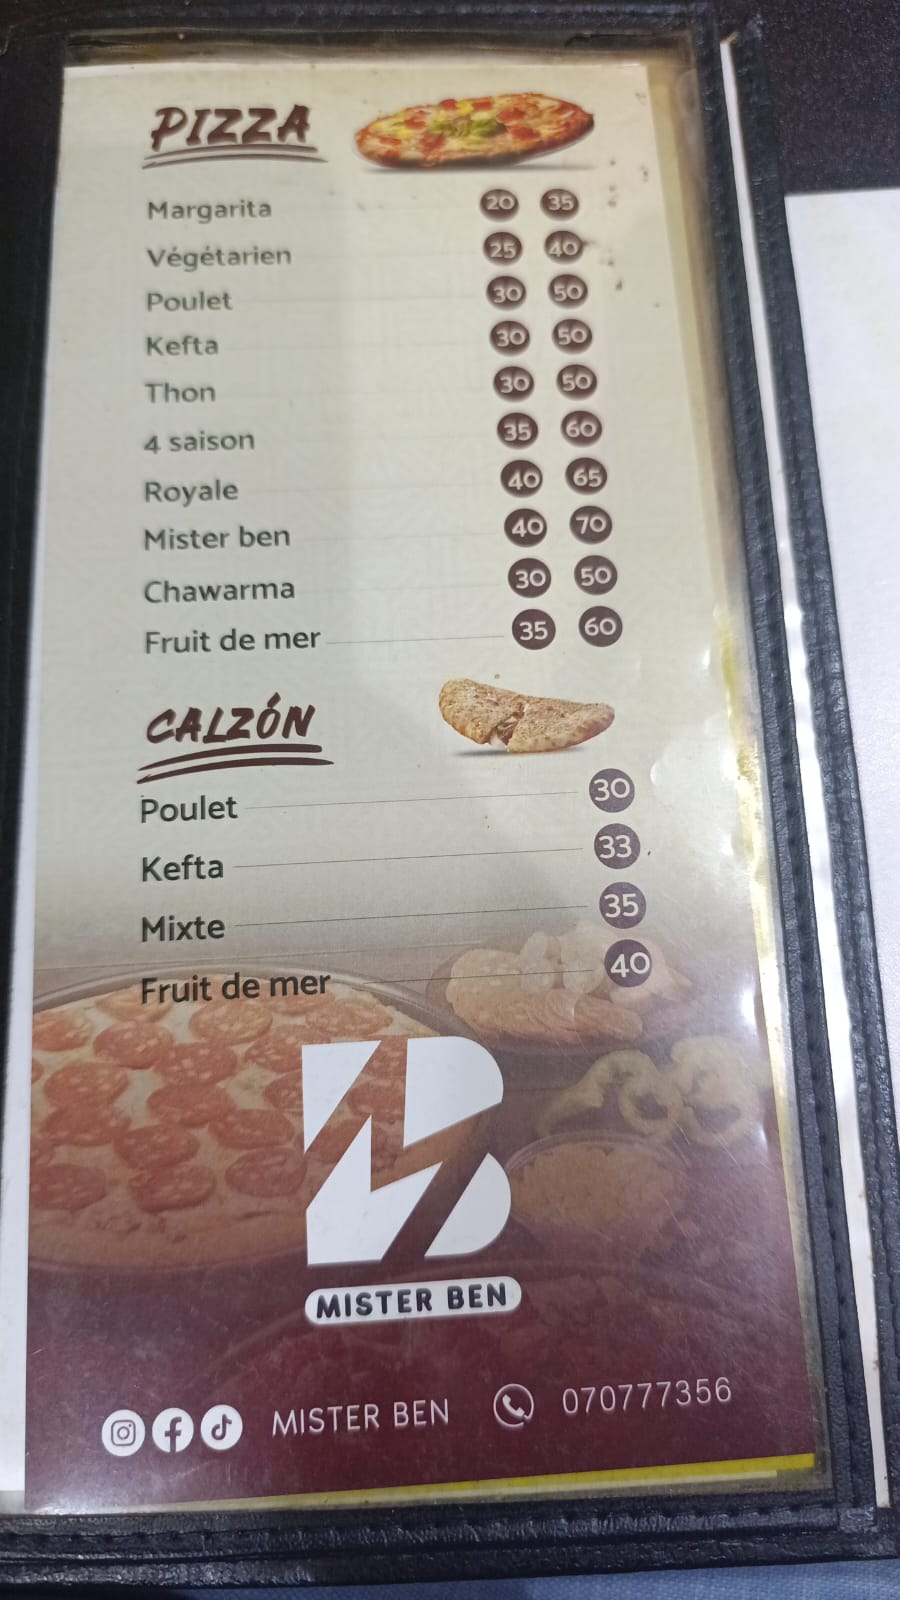 PIZZA
Margarita 20 35
Végétarien 25 40
Poulet 30 50
Kefta 30 50
Thon 30 50
4 saison 35 60
Royale 40 65
Mister ben 40 70
Chawarma 30 50
Fruit de mer 35 60
CALZÓN
Poulet 30
Kefta 33
Mixte 35
Fruit de mer 40
MISTER BEN
MISTER BEN 070777356